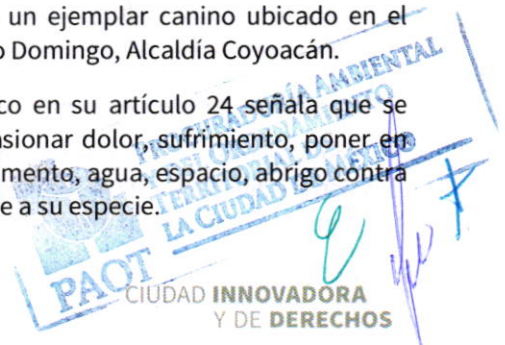 un ejemplar canino ubicado en el
o Domingo, Alcaldía Coyoacán.
co en su artículo 24 señala que se
sionar dolor, sufrimiento, poner en
mento, agua, espacio, abrigo contra
e a su especie.
PROCURADURÍA AMBIENTAL
Y DEL ORDENAMIENTO
TERRITORIAL DE
LA CIUDAD DE MÉXICO
PAOT
CIUDAD INNOVADORA
Y DE DERECHOS